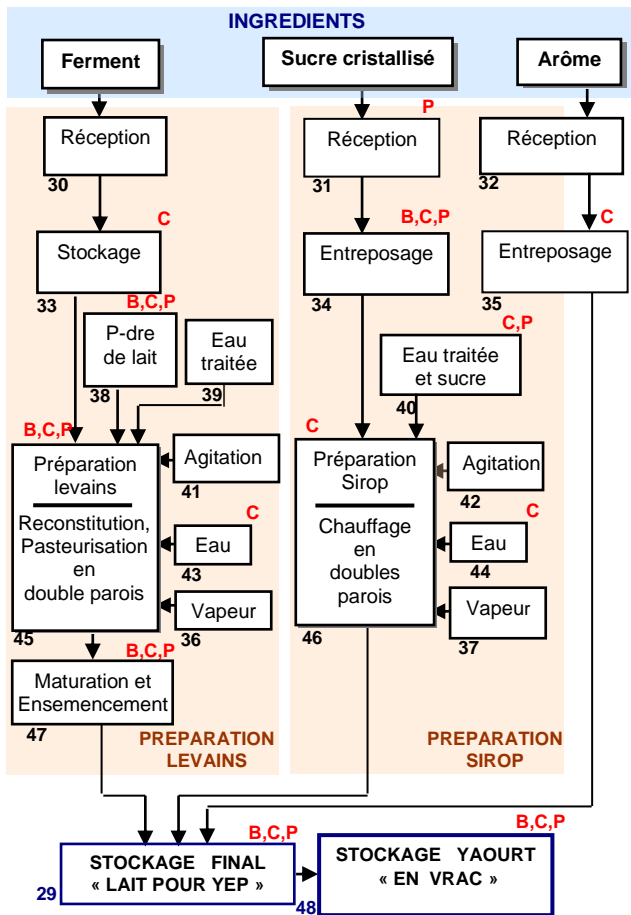 INGREDIENTS
Ferment
Sucre cristallisé
Arôme
P
Réception
30
Réception
31
Réception
32
C
Stockage
33
B,C,P
Entreposage
34
C
Entreposage
35
B,C,P
P-dre
de lait
38
Eau
traitée
39
C,P
Eau traitée
et sucre
40
B,C,P
Préparation
levains
Reconstitution,
Pasteurisation
en
double parois
45
Agitation
41
C
Eau
43
Vapeur
36
C
Préparation
Sirop
Chauffage
en
doubles
parois
46
Agitation
42
C
Eau
44
Vapeur
37
B,C,P
Maturation et
Ensemencement
47
PREPARATION
LEVAINS
PREPARATION
SIROP
B,C,P
STOCKAGE FINAL
« LAIT POUR YEP »
29
B,C,P
STOCKAGE YAOURT
« EN VRAC »
48